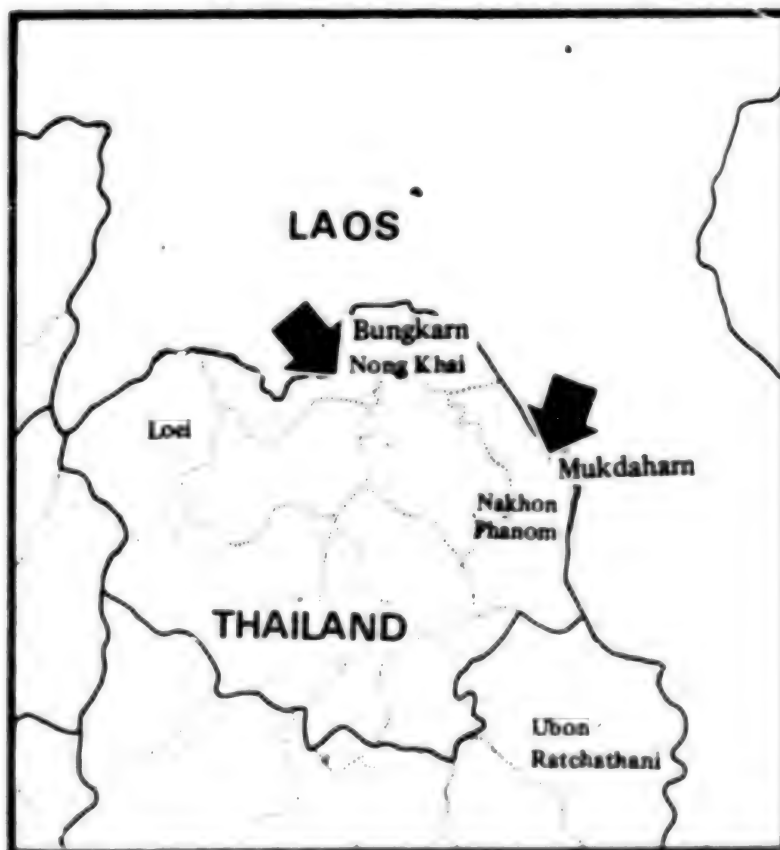 LAOS
Bungkarn
Nong Khai
Loei
Mukdaharn
Nakhon
Phanom
THAILAND
Ubon
Ratchathani